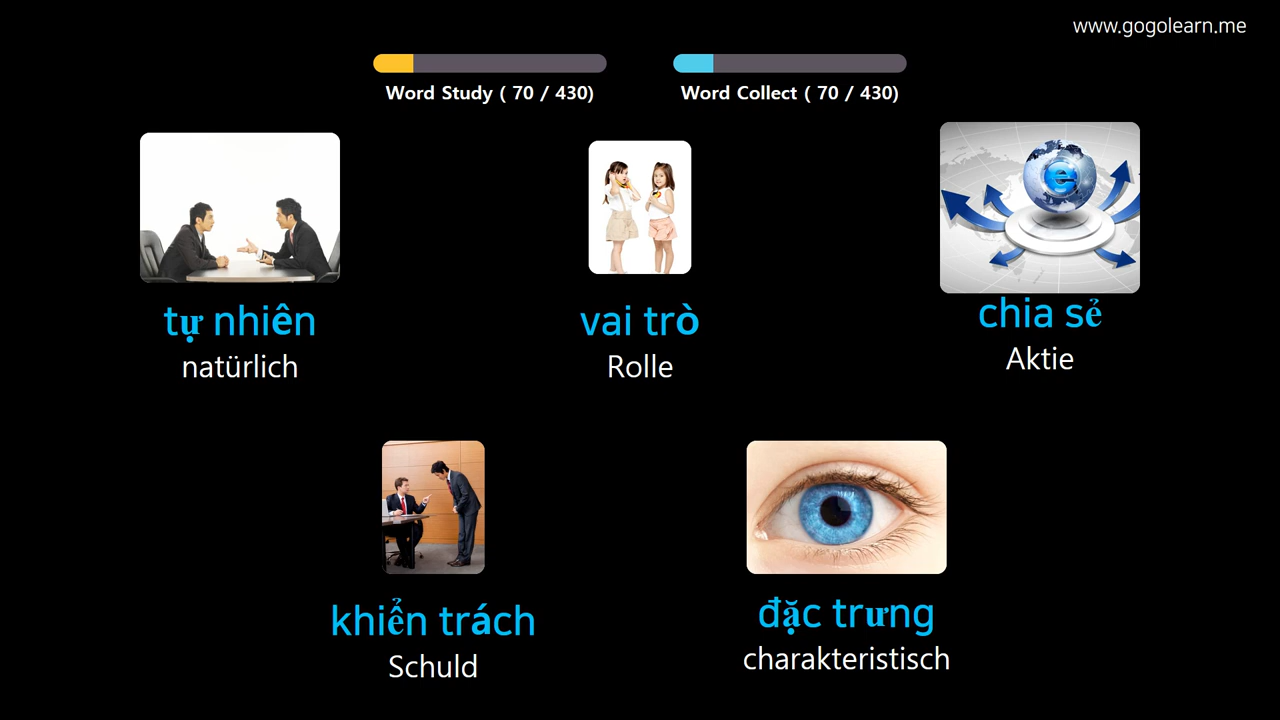 www.gogolearn.me
Word Study ( 70 / 430)
Word Collect ( 70 / 430)
tự nhiên
natürlich
vai trò
Rolle
e
chia sẻ
Aktie
khiển trách
Schuld
đặc trưng
charakteristisch